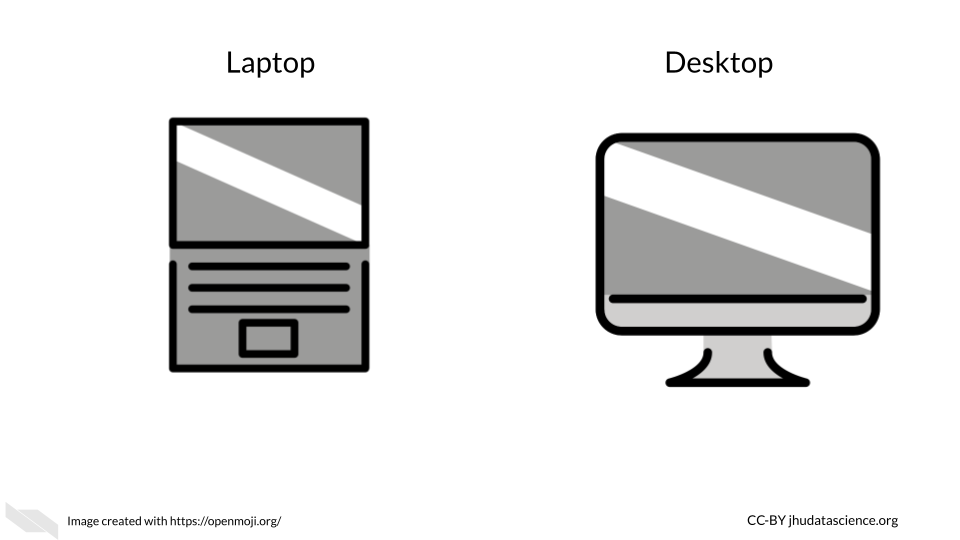 Laptop
Desktop
Image created with https://openmoji.org/
CC-BY jhudatascience.org